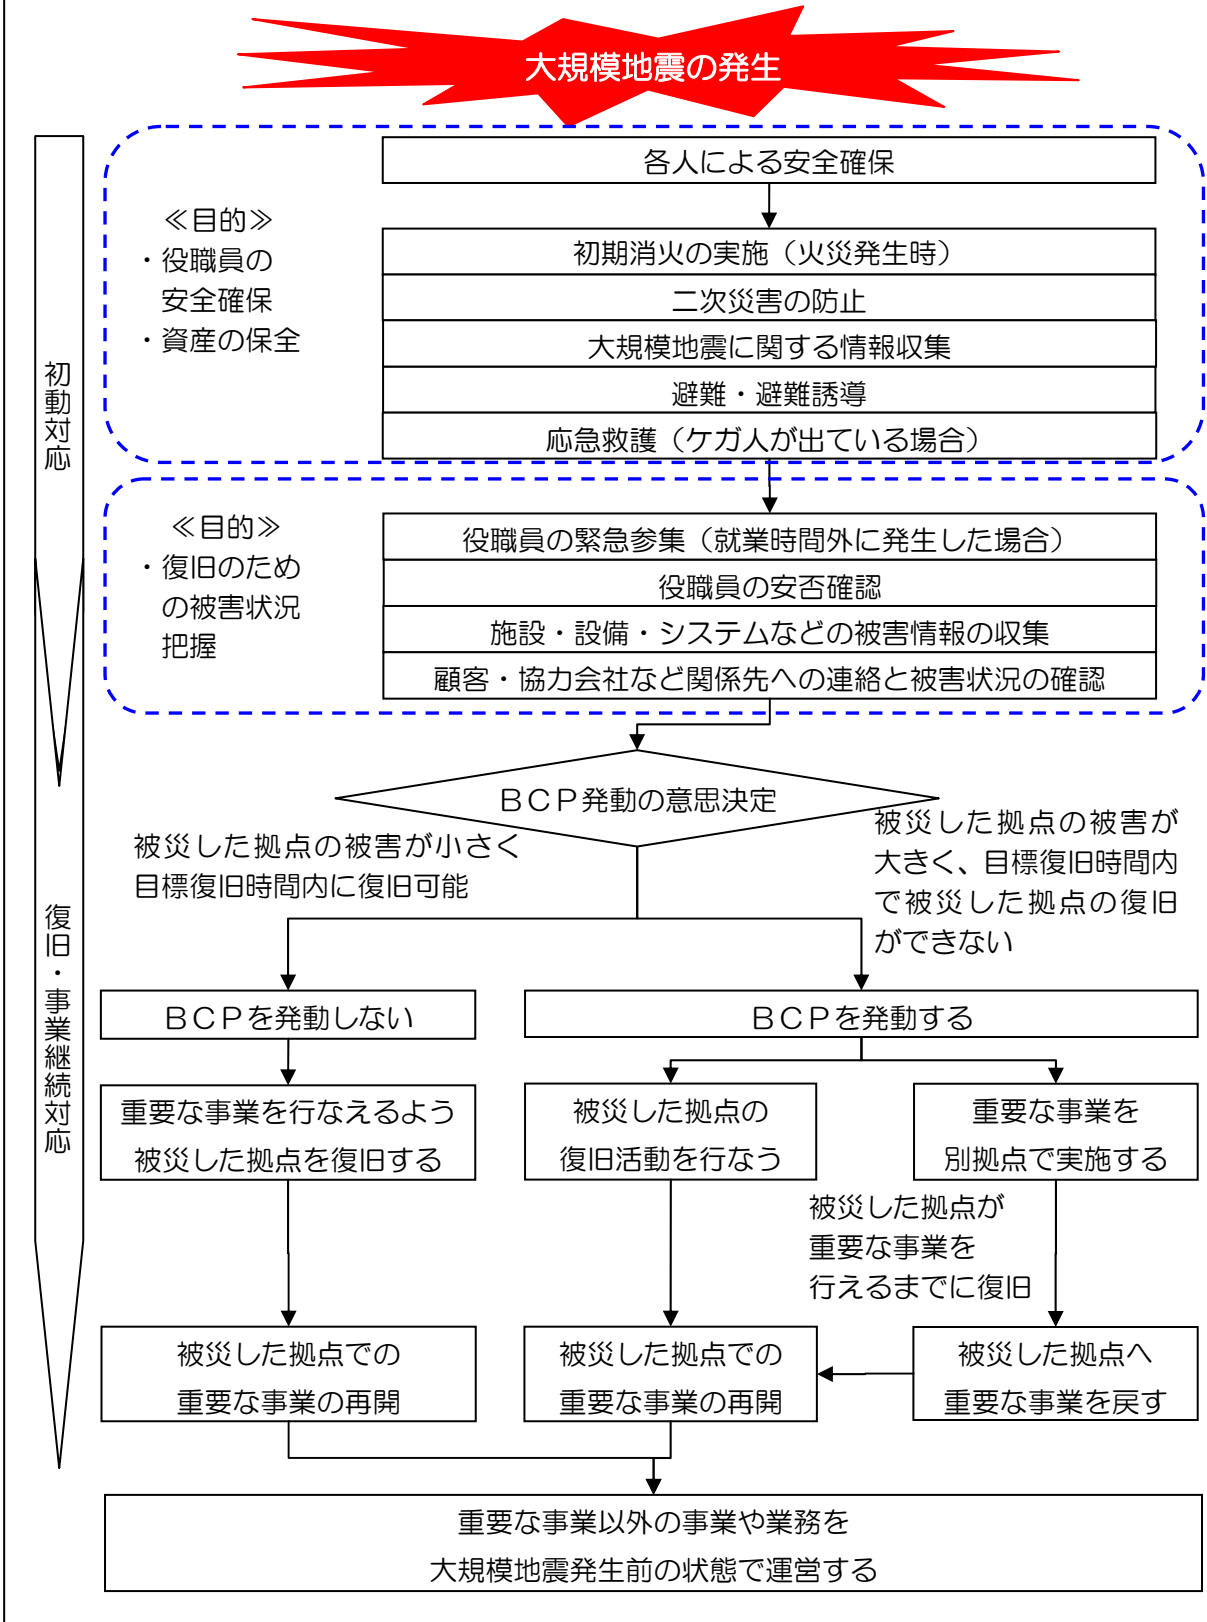 大規模地震の発生
各人による安全確保
≪目的≫
・役職員の
安全確保
・資産の保全
初期消火の実施（火災発生時）
二次災害の防止
大規模地震に関する情報収集
避難・避難誘導
応急救護（ケガ人が出ている場合）
初動対応
≪目的≫
・復旧のため
の被害状況
把握
役職員の緊急参集（就業時間外に発生した場合）
役職員の安否確認
施設・設備・システムなどの被害情報の収集
顧客・協力会社など関係先への連絡と被害状況の確認
ＢＣＰ発動の意思決定
被災した拠点の被害が小さく
目標復旧時間内に復旧可能
被災した拠点の被害が
大きく、目標復旧時間内
で被災した拠点の復旧
ができない
復旧・事業継続対応
ＢＣＰを発動しない
ＢＣＰを発動する
重要な事業を行なえるよう
被災した拠点を復旧する
被災した拠点の
復旧活動を行なう
重要な事業を
別拠点で実施する
被災した拠点が
重要な事業を
行えるまでに復旧
被災した拠点での
重要な事業の再開
被災した拠点での
重要な事業の再開
被災した拠点へ
重要な事業を戻す
重要な事業以外の事業や業務を
大規模地震発生前の状態で運営する